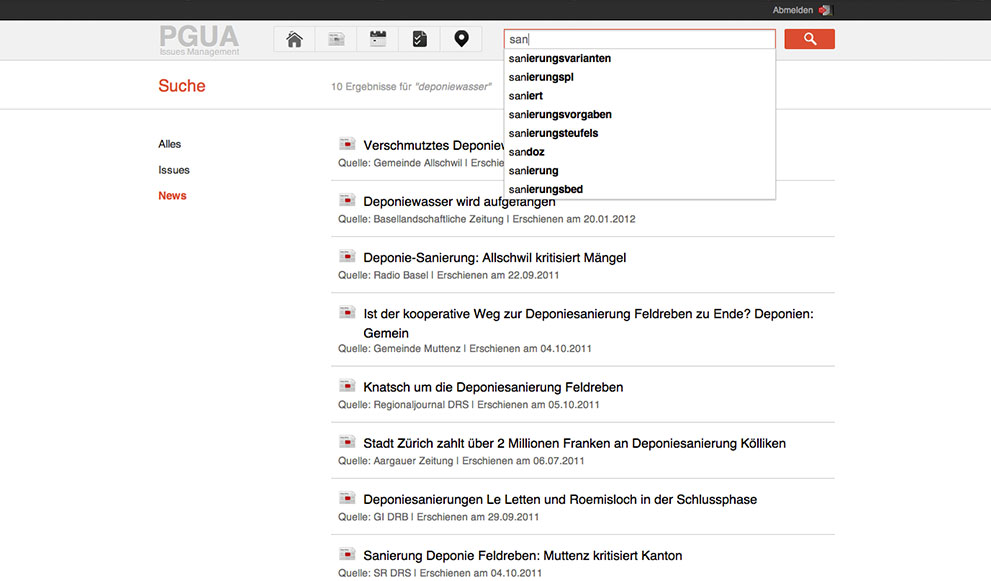 Abmelden
PGUA
Issues Management
san
sanierungsvarianten
sanierungspl
saniert
sanierungsvorgaben
sanierungsteufels
sandoz
sanierung
sanierungsbed
Suche
10 Ergebnisse für "deponiewasser"
Alles
Issues
News
Verschmutztes
Quelle: Gemeinde Allschwil | Erschie
Deponiewasser wird aufgefangen
Quelle: Basellandschaftliche Zeitung | Erschienen am 20.01.2012
Deponie-Sanierung: Allschwil kritisiert Mängel
Quelle: Radio Basel | Erschienen am 22.09.2011
Ist der kooperative Weg zur Deponiesanierung Feldreben zu Ende? Deponien:
Gemein
Quelle: Gemeinde Muttenz | Erschienen am 04.10.2011
Knatsch um die Deponiesanierung Feldreben
Quelle: Regionaljournal DRS | Erschienen am 05.10.2011
Stadt Zürich zahlt über 2 Millionen Franken an Deponiesanierung Kölliken
Quelle: Aargauer Zeitung | Erschienen am 06.07.2011
Deponiesanierungen Le Letten und Roemisloch in der Schlussphase
Quelle: GI DRB | Erschienen am 29.09.2011
Sanierung Deponie Feldreben: Muttenz kritisiert Kanton
Quelle: SR DRS | Erschienen am 04.10.2011